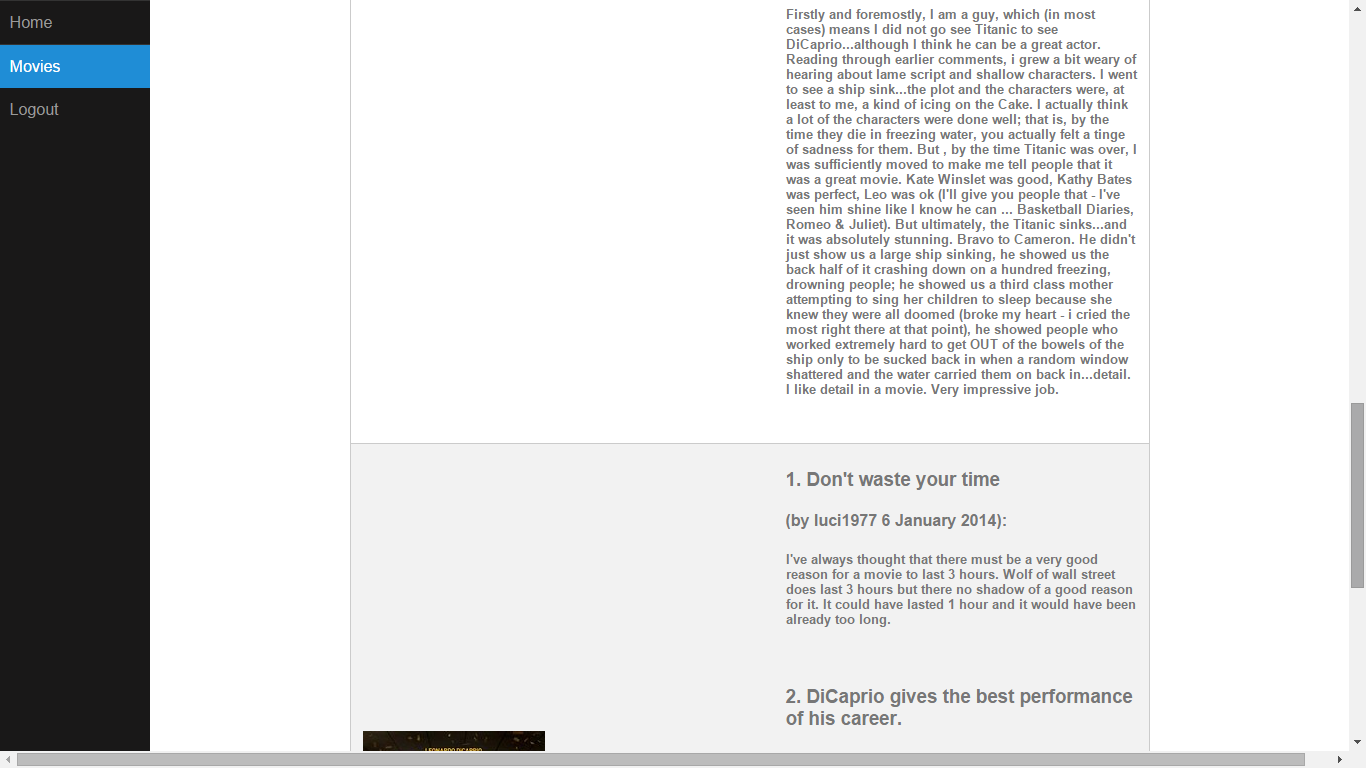 Home
Movies
Logout
Firstly and foremostly, I am a guy, which (in most
cases) means I did not go see Titanic to see
DiCaprio...although I think he can be a great actor.
Reading through earlier comments, i grew a bit weary of
hearing about lame script and shallow characters. I went
to see a ship sink...the plot and the characters were, at
least to me, a kind of icing on the Cake. I actually think
a lot of the characters were done well; that is, by the
time they die in freezing water, you actually felt a tinge
of sadness for them. But , by the time Titanic was over, I
was sufficiently moved to make me tell people that it
was a great movie. Kate Winslet was good, Kathy Bates
was perfect, Leo was ok (I'll give you people that - I've
seen him shine like I know he can ... Basketball Diaries,
Romeo & Juliet). But ultimately, the Titanic sinks...and
it was absolutely stunning. Bravo to Cameron. He didn't
just show us a large ship sinking, he showed us the
back half of it crashing down on a hundred freezing,
drowning people; he showed us a third class mother
attempting to sing her children to sleep because she
knew they were all doomed (broke my heart - i cried the
most right there at that point), he showed people who
worked extremely hard to get OUT of the bowels of the
ship only to be sucked back in when a random window
shattered and the water carried them on back in...detail.
I like detail in a movie. Very impressive job.
1. Don't waste your time
(by luci1977 6 January 2014):
I've always thought that there must be a very good
reason for a movie to last 3 hours. Wolf of wall street
does last 3 hours but there no shadow of a good reason
for it. It could have lasted 1 hour and it would have been
already too long.
2. DiCaprio gives the best performance
of his career.
LEONARDO DICAPRIO